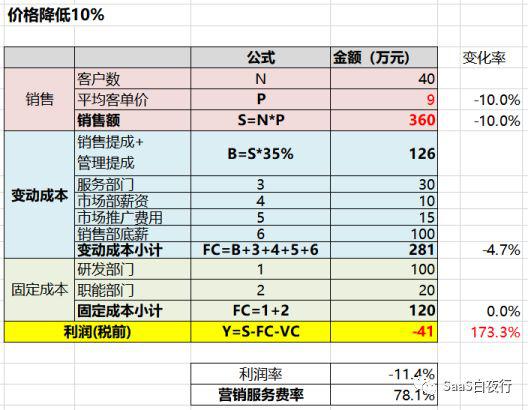 价格降低10%
公式 金额（万元） 变化率
销售 客户数 N 40
平均客单价 P 9 -10.0%
销售额 S=N*P 360 -10.0%
变动成本 销售提成+
管理提成 B=S*35% 126
服务部门 3 30
市场部薪资 4 10
市场推广费用 5 15
销售部底薪 6 100
变动成本小计 FC=B+3+4+5+6 281 -4.7%
固定成本 研发部门 1 100
职能部门 2 20
固定成本小计 FC=1+2 120 0.0%
利润(税前) Y=S-FC-VC -41 173.3%
利润率 -11.4%
营销服务费率 78.1%
SaaS白夜行